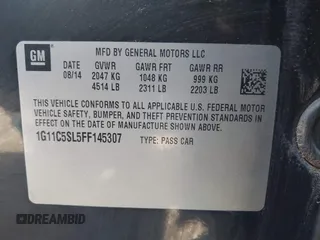 GM
MFD BY GENERAL MOTORS LLC
DATE GVWR GAWR FRT GAWR RR
08/14 2047 KG 1048 KG 999 KG
4514 LB 2311 LB 2203 LB
THIS VEHICLE CONFORMS TO ALL APPLICABLE U.S. FEDERAL MOTOR
VEHICLE SAFETY, BUMPER, AND THEFT PREVENTION STANDARDS
IN EFFECT ON THE DATE OF MANUFACTURE SHOWN ABOVE.
1G11C5SL5FF145307 TYPE: PASS CAR
DREAMBID